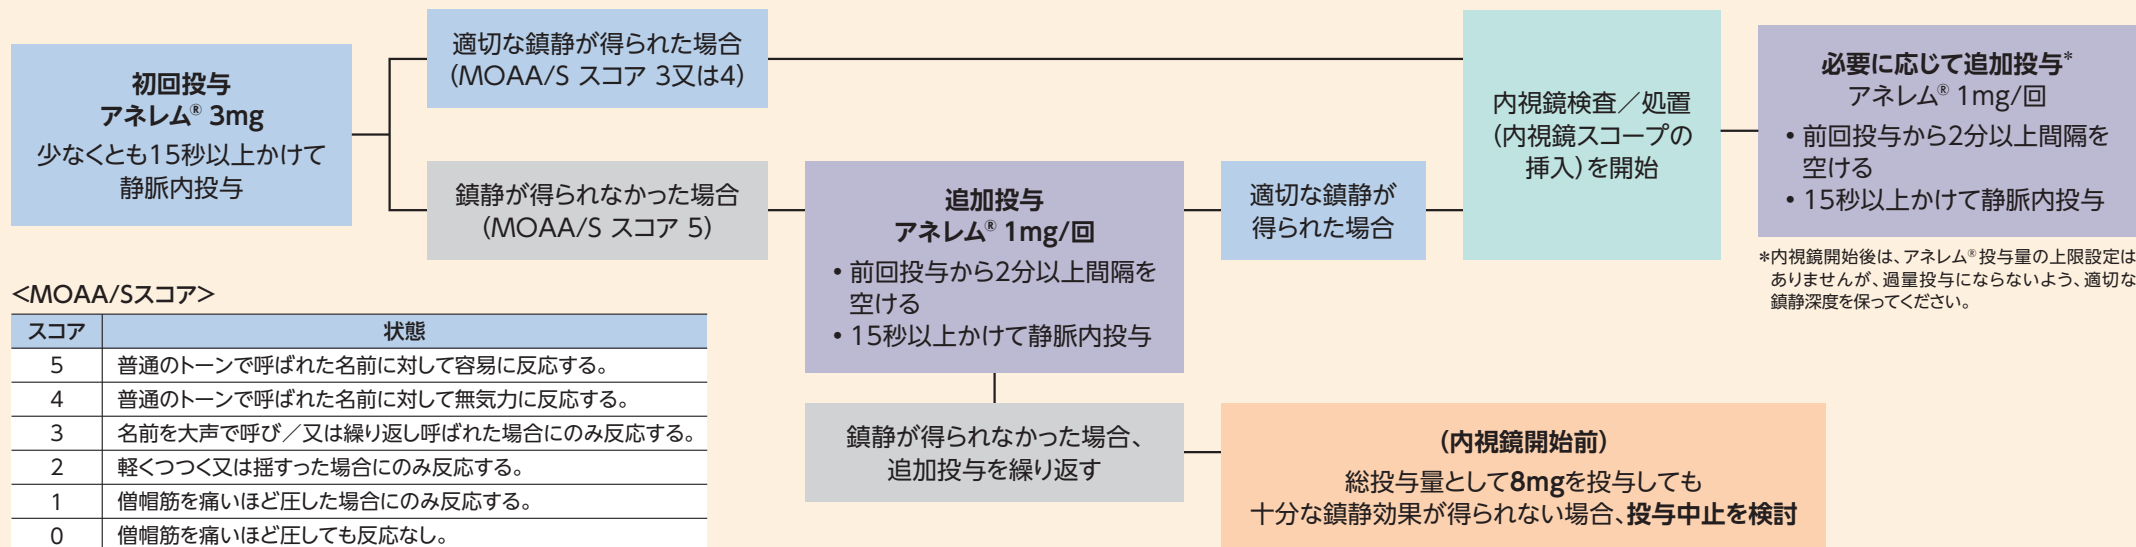 初回投与
アネレム® 3mg
少なくとも15秒以上かけて
静脈内投与
適切な鎮静が得られた場合
(MOAA/S スコア 3又は4)
鎮静が得られなかった場合
(MOAA/S スコア 5)
追加投与
アネレム® 1mg/回
• 前回投与から2分以上間隔を
空ける
• 15秒以上かけて静脈内投与
適切な鎮静が
得られた場合
内視鏡検査／処置
(内視鏡スコープの
挿入)を開始
必要に応じて追加投与*
アネレム® 1mg/回
• 前回投与から2分以上間隔を
空ける
• 15秒以上かけて静脈内投与
*内視鏡開始後は、アネレム®投与量の上限設定は
ありませんが、過量投与にならないよう、適切な
鎮静深度を保ってください。
鎮静が得られなかった場合、
追加投与を繰り返す
(内視鏡開始前)
総投与量として8mgを投与しても
十分な鎮静効果が得られない場合、投与中止を検討
<MOAA/Sスコア>
スコア 状態
5 普通のトーンで呼ばれた名前に対して容易に反応する。
4 普通のトーンで呼ばれた名前に対して無気力に反応する。
3 名前を大声で呼び／又は繰り返し呼ばれた場合にのみ反応する。
2 軽くつつく又は揺すった場合にのみ反応する。
1 僧帽筋を痛いほど圧した場合にのみ反応する。
0 僧帽筋を痛いほど圧しても反応なし。